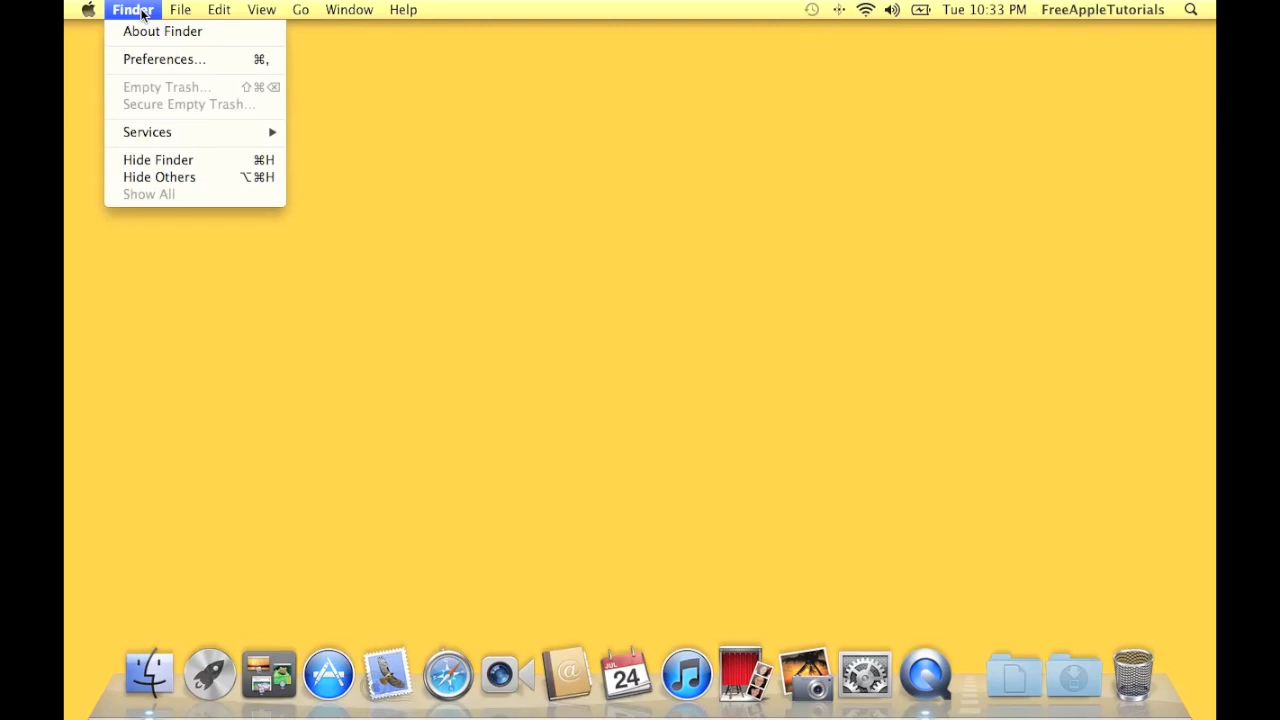 Finder File Edit View Go Window Help Tue 10:33 PM FreeAppleTutorials
About Finder
Preferences... ⌘,
Empty Trash... ⇧⌘⌫
Secure Empty Trash...
Services ▶
Hide Finder ⌘H
Hide Others ⌥⌘H
Show All
JUL
24